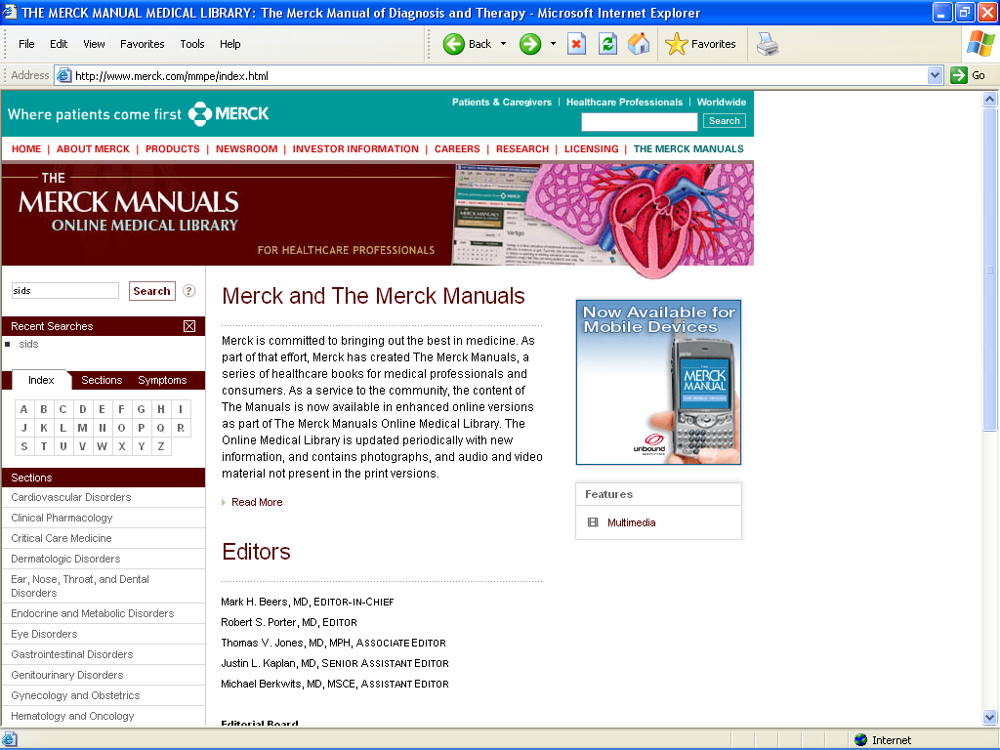 THE MERCK MANUAL MEDICAL LIBRARY: The Merck Manual of Diagnosis and Therapy - Microsoft Internet Explorer
File Edit View Favorites Tools Help
Back Favorites
Address http://www.merck.com/mmpe/index.html Go
Patients & Caregivers | Healthcare Professionals | Worldwide
Where patients come first MERCK
Search
HOME | ABOUT MERCK | PRODUCTS | NEWSROOM | INVESTOR INFORMATION | CAREERS | RESEARCH | LICENSING | THE MERCK MANUALS
THE
MERCK MANUALS
ONLINE MEDICAL LIBRARY
FOR HEALTHCARE PROFESSIONALS
Vertigo
sids Search ?
Recent Searches
sids
Index Sections Symptoms
A B C D E F G H I
J K L M N O P Q R
S T U V W X Y Z
Sections
Cardiovascular Disorders
Clinical Pharmacology
Critical Care Medicine
Dermatologic Disorders
Ear, Nose, Throat, and Dental
Disorders
Endocrine and Metabolic Disorders
Eye Disorders
Gastrointestinal Disorders
Genitourinary Disorders
Gynecology and Obstetrics
Hematology and Oncology
Merck and The Merck Manuals
Merck is committed to bringing out the best in medicine. As
part of that effort, Merck has created The Merck Manuals, a
series of healthcare books for medical professionals and
consumers. As a service to the community, the content of
The Manuals is now available in enhanced online versions
as part of The Merck Manuals Online Medical Library. The
Online Medical Library is updated periodically with new
information, and contains photographs, and audio and video
material not present in the print versions.
Read More
Editors
Mark H. Beers, MD, EDITOR-IN-CHIEF
Robert S. Porter, MD, EDITOR
Thomas V. Jones, MD, MPH, ASSOCIATE EDITOR
Justin L. Kaplan, MD, SENIOR ASSISTANT EDITOR
Michael Berkwits, MD, MSCE, ASSISTANT EDITOR
Editorial Board
Now Available for
Mobile Devices
THE
MERCK
MANUAL
FOR MOBILE DEVICES
unbound
MEDICINE
Features
Multimedia
Internet